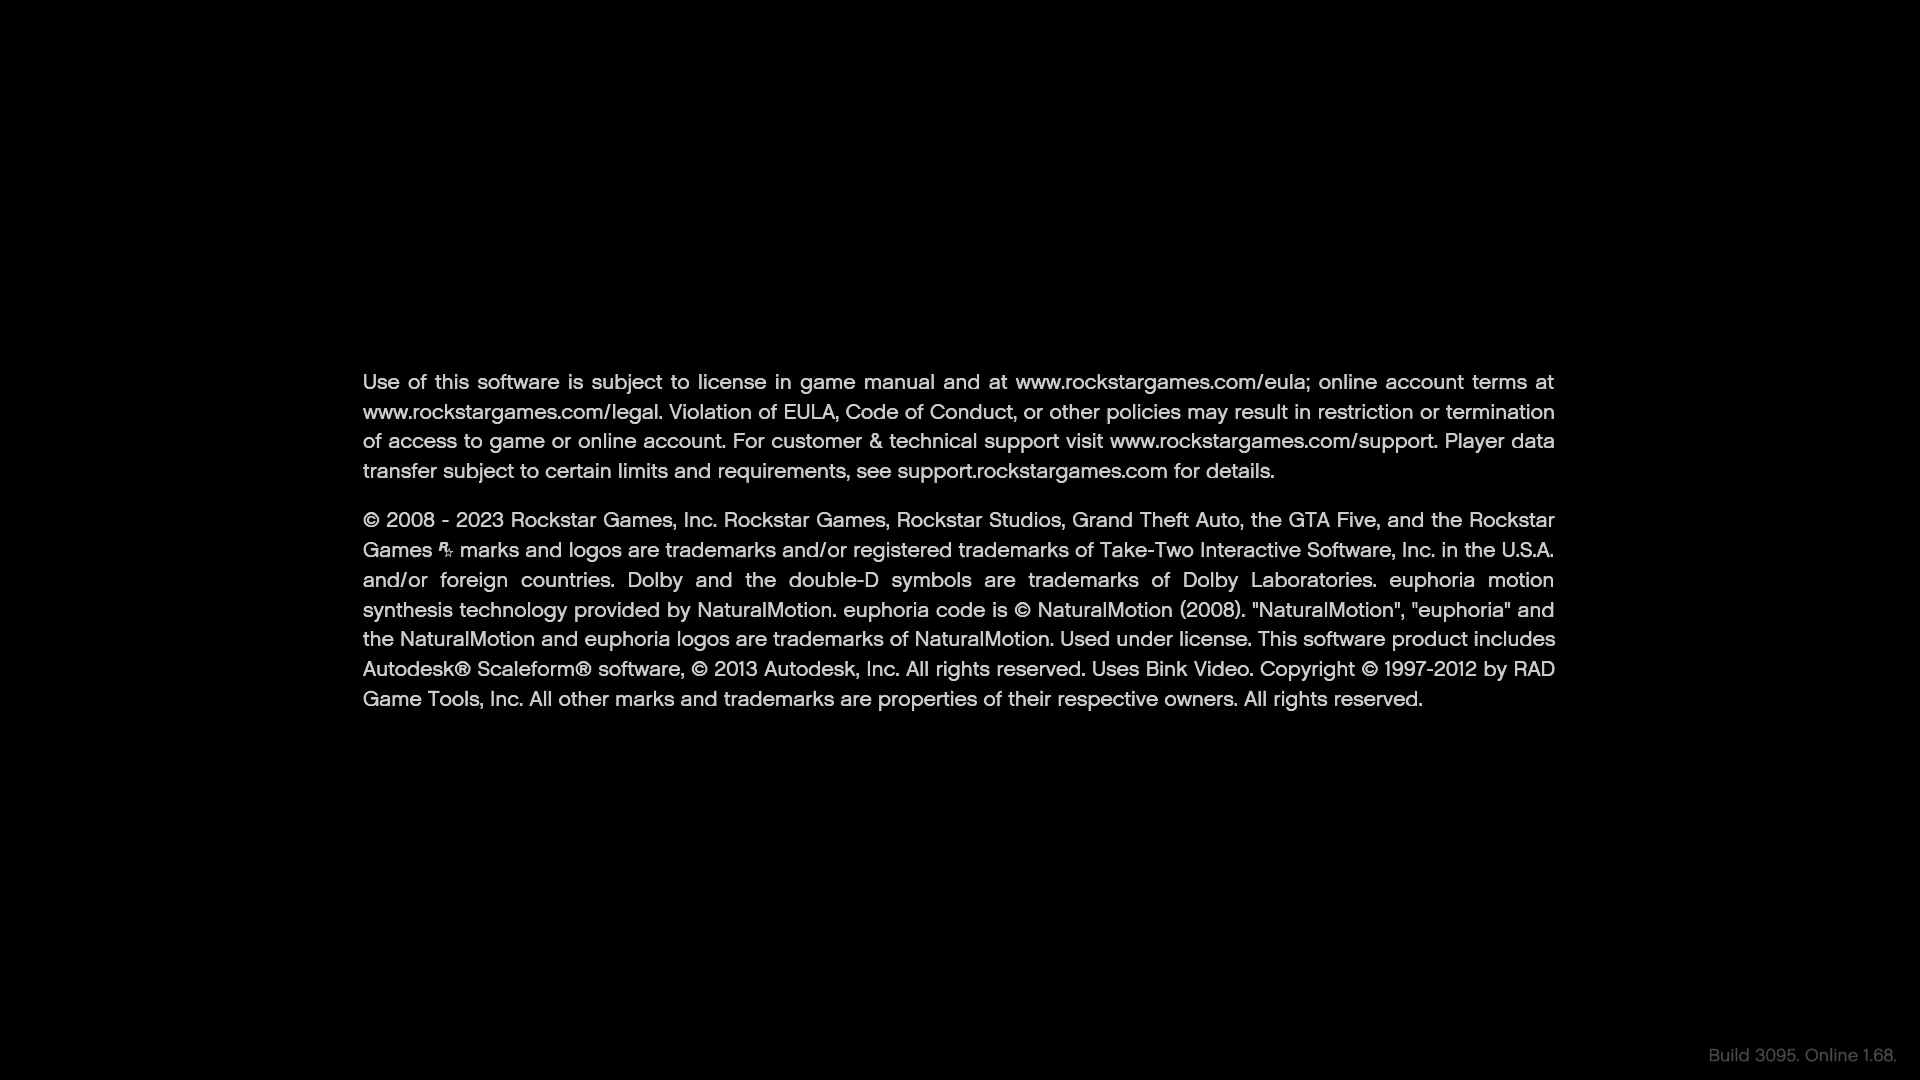 Use of this software is subject to license in game manual and at www.rockstargames.com/eula; online account terms at
www.rockstargames.com/legal. Violation of EULA, Code of Conduct, or other policies may result in restriction or termination
of access to game or online account. For customer & technical support visit www.rockstargames.com/support. Player data
transfer subject to certain limits and requirements, see support.rockstargames.com for details.
© 2008 - 2023 Rockstar Games, Inc. Rockstar Games, Rockstar Studios, Grand Theft Auto, the GTA Five, and the Rockstar
Games R* marks and logos are trademarks and/or registered trademarks of Take-Two Interactive Software, Inc. in the U.S.A.
and/or foreign countries. Dolby and the double-D symbols are trademarks of Dolby Laboratories. euphoria motion
synthesis technology provided by NaturalMotion. euphoria code is © NaturalMotion (2008). "NaturalMotion", "euphoria" and
the NaturalMotion and euphoria logos are trademarks of NaturalMotion. Used under license. This software product includes
Autodesk® Scaleform® software, © 2013 Autodesk, Inc. All rights reserved. Uses Bink Video. Copyright © 1997-2012 by RAD
Game Tools, Inc. All other marks and trademarks are properties of their respective owners. All rights reserved.
Build 3095. Online 1.68.